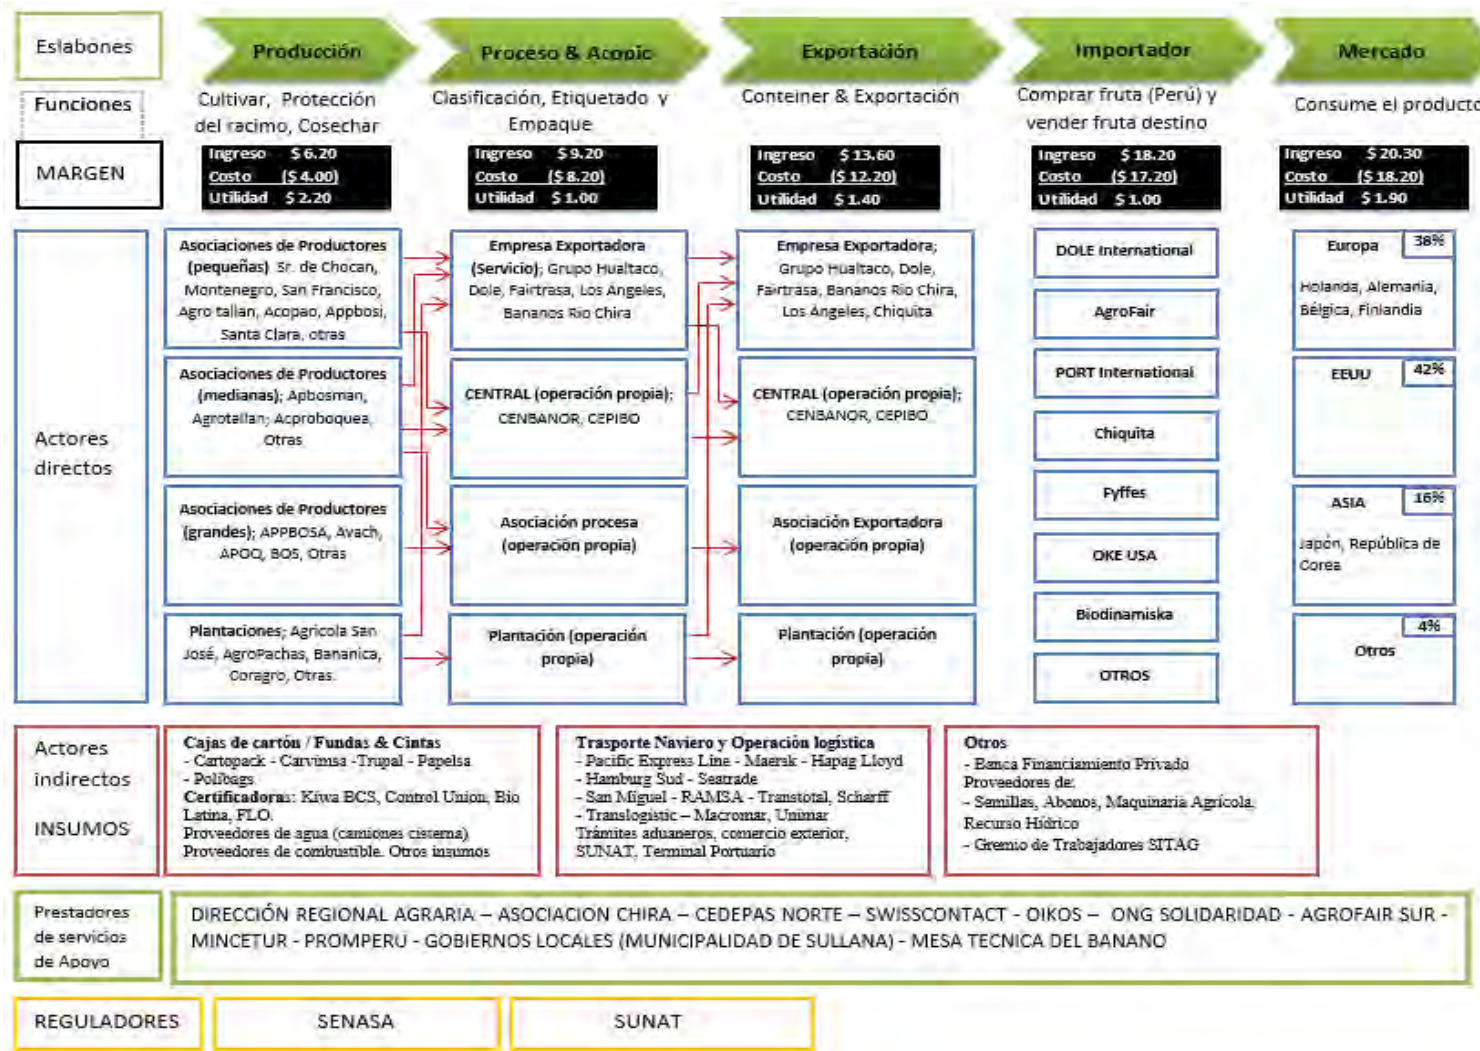 Eslabones
Producción
Proceso & Acopio
Exportación
Importador
Mercado
Funciones
Cultivar, Protección
del racimo, Cosechar
Clasificación, Etiquetado y
Empaque
Conteiner & Exportación
Comprar fruta (Perú) y
vender fruta destino
Consume el producto
MARGEN
Ingreso $ 6.20
Costo ($ 4.00)
Utilidad $ 2.20
Ingreso $ 9.20
Costo ($ 8.20)
Utilidad $ 1.00
Ingreso $ 13.60
Costo ($ 12.20)
Utilidad $ 1.40
Ingreso $ 18.20
Costo ($ 17.20)
Utilidad $ 1.00
Ingreso $ 20.30
Costo ($ 18.20)
Utilidad $ 1.90
Actores
directos
Asociaciones de Productores
(pequeñas) Sr. de Chocan,
Montenegro, San Francisco,
Agro tallan, Acopao, Appbosi,
Santa Clara, otras
Asociaciones de Productores
(medianas); Apbosman,
Agrotallan; Acproboquea,
Otras
Asociaciones de Productores
(grandes); APPBOSA, Avach,
APOQ, BOS, Otras
Plantaciones; Agricola San
José, AgroPachas, Bananica,
Coragro, Otras.
Empresa Exportadora
(Servicio); Grupo Hualtaco,
Dole, Fairtrasa, Los Angeles,
Bananos Rio Chira
CENTRAL (operación propia);
CENBANOR, CEPIBO
Asociación procesa
(operación propia)
Plantación (operación
propia)
Empresa Exportadora;
Grupo Hualtaco, Dole,
Fairtrasa, Bananos Rio Chira,
Los Ángeles, Chiquita
CENTRAL (operación propia);
CENBANOR, CEPIBO
Asociación Exportadora
(operación propia)
Plantación (operación
propia)
DOLE International
AgroFair
PORT International
Chiquita
Fyffes
OKE USA
Biodinamiska
OTROS
Europa 38%
Holanda, Alemania,
Bélgica, Finlandia
EEUU 42%
ASIA 16%
Japón, República de
Corea
Otros 4%
Actores
indirectos
INSUMOS
Cajas de cartón / Fundas & Cintas
- Cartopack - Carvimsa -Trupal - Papelsa
- Polibags
Certificadoras: Kiwa BCS, Control Union, Bio
Latina, FLO.
Proveedores de agua (camiones cisterna)
Proveedores de combustible. Otros insumos
Trasporte Naviero y Operación logística
- Pacific Express Line - Maersk - Hapag Lloyd
- Hamburg Sud - Seatrade
- San Miguel - RAMSA - Transtotal, Scharff
- Translogistic – Macromar, Unimar
Trámites aduaneros, comercio exterior,
SUNAT, Terminal Portuario
Otros
- Banca Financiamiento Privado
Proveedores de:
- Semillas, Abonos, Maquinaria Agrícola,
Recurso Hídrico
- Gremio de Trabajadores SITAG
Prestadores
de servicios
de Apoyo
DIRECCIÓN REGIONAL AGRARIA – ASOCIACION CHIRA – CEDEPAS NORTE – SWISSCONTACT - OIKOS – ONG SOLIDARIDAD - AGROFAIR SUR -
MINCETUR - PROMPERU - GOBIERNOS LOCALES (MUNICIPALIDAD DE SULLANA) - MESA TECNICA DEL BANANO
REGULADORES
SENASA
SUNAT